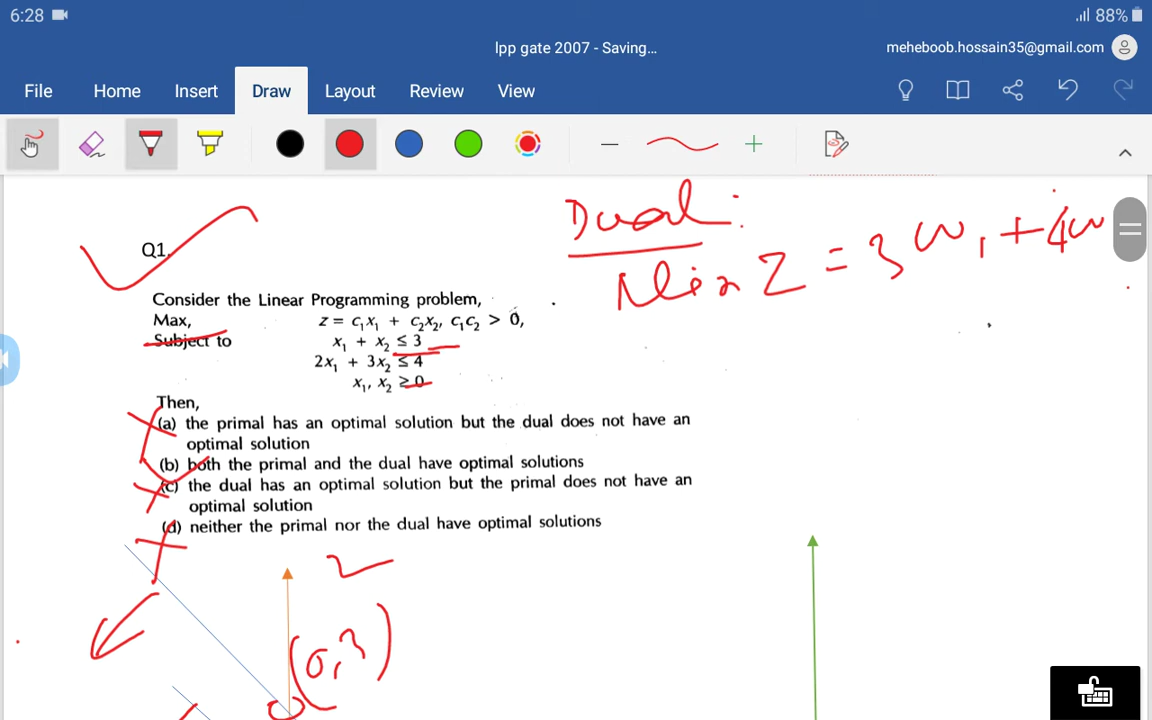 6:28 88%
lpp gate 2007 - Saving... meheboob.hossain35@gmail.com
File Home Insert Draw Layout Review View
Dual:
Min Z = 3w₁ + 4w
Q1.
Consider the Linear Programming problem,
Max, z = c₁x₁ + c₂x₂, c₁c₂ > 0,
Subject to x₁ + x₂ ≤ 3
2x₁ + 3x₂ ≤ 4
x₁, x₂ ≥ 0
Then,
(a) the primal has an optimal solution but the dual does not have an
optimal solution
(b) both the primal and the dual have optimal solutions
(c) the dual has an optimal solution but the primal does not have an
optimal solution
(d) neither the primal nor the dual have optimal solutions
(0,3)